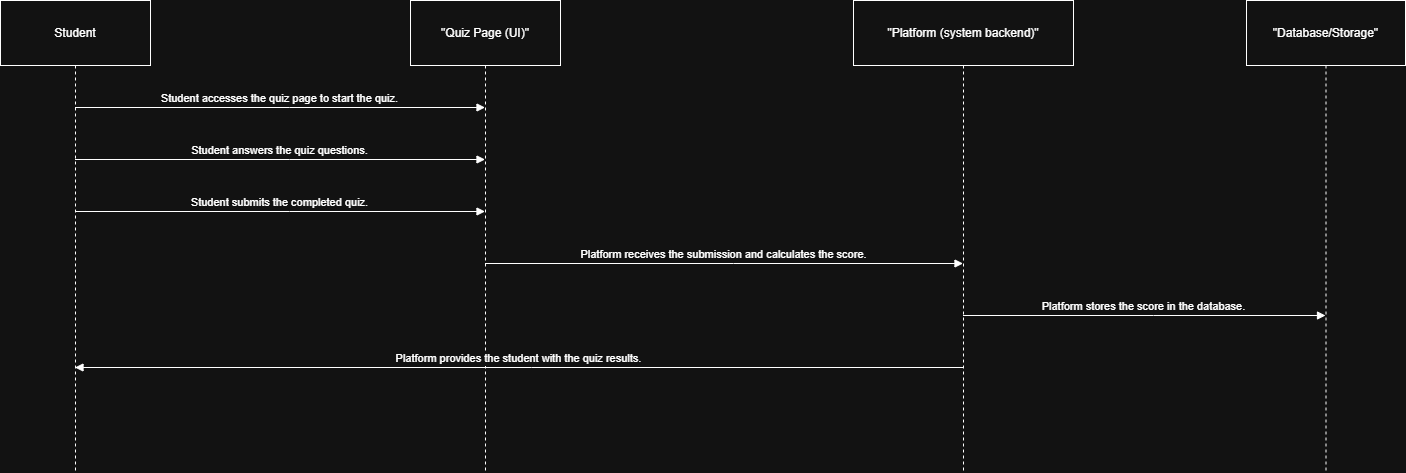 Student
"Quiz Page (UI)"
"Platform (system backend)"
"Database/Storage"
Student accesses the quiz page to start the quiz.
Student answers the quiz questions.
Student submits the completed quiz.
Platform receives the submission and calculates the score.
Platform stores the score in the database.
Platform provides the student with the quiz results.